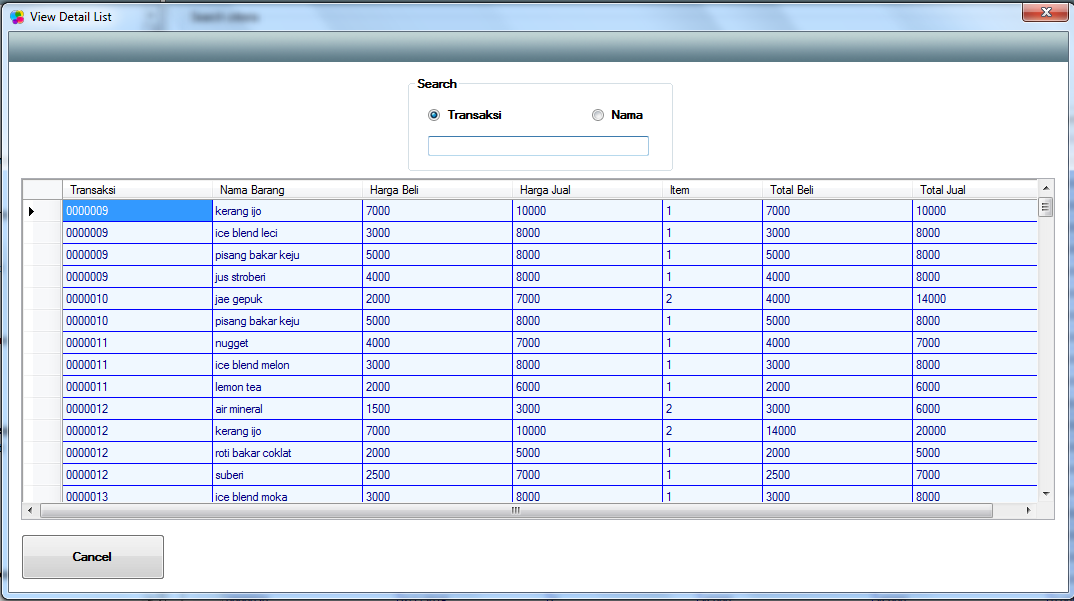 View Detail List
Search
Transaksi Nama
Transaksi Nama Barang Harga Beli Harga Jual Item Total Beli Total Jual
0000009 kerang ijo 7000 10000 1 7000 10000
0000009 ice blend leci 3000 8000 1 3000 8000
0000009 pisang bakar keju 5000 8000 1 5000 8000
0000009 jus stroberi 4000 8000 1 4000 8000
0000010 jae gepuk 2000 7000 2 4000 14000
0000010 pisang bakar keju 5000 8000 1 5000 8000
0000011 nugget 4000 7000 1 4000 7000
0000011 ice blend melon 3000 8000 1 3000 8000
0000011 lemon tea 2000 6000 1 2000 6000
0000012 air mineral 1500 3000 2 3000 6000
0000012 kerang ijo 7000 10000 2 14000 20000
0000012 roti bakar coklat 2000 5000 1 2000 5000
0000012 suberi 2500 7000 1 2500 7000
0000013 ice blend moka 3000 8000 1 3000 8000
Cancel